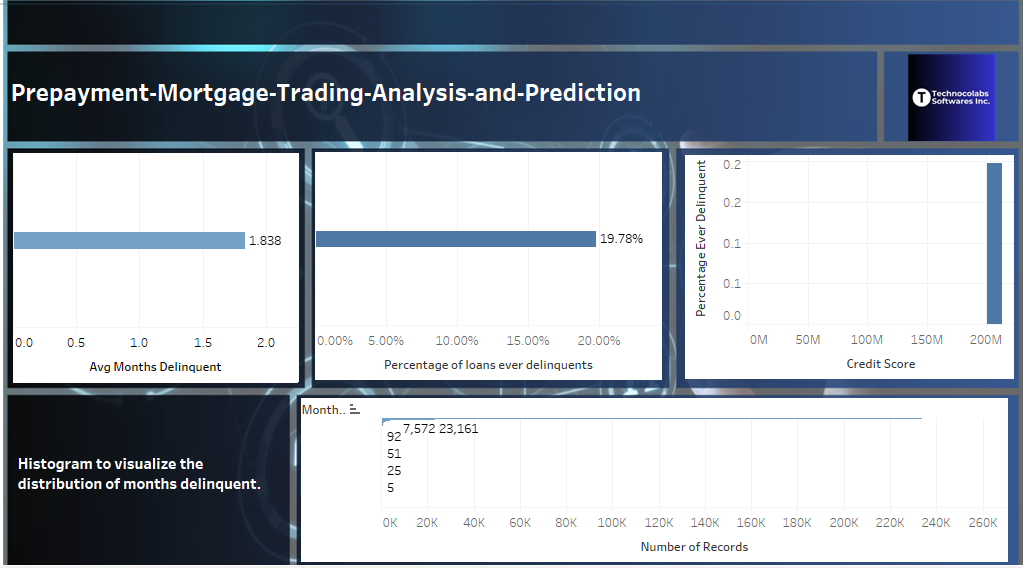 Prepayment-Mortgage-Trading-Analysis-and-Prediction
T Technocolabs
Softwares Inc.
1.838
0.0 0.5 1.0 1.5 2.0
Avg Months Delinquent
19.78%
0.00% 5.00% 10.00% 15.00% 20.00%
Percentage of loans ever delinquents
Percentage Ever Delinquent
0.2
0.2
0.1
0.1
0.0
0M 50M 100M 150M 200M
Credit Score
Histogram to visualize the
distribution of months delinquent.
Month..
7,572 23,161
92
51
25
5
0K 20K 40K 60K 80K 100K 120K 140K 160K 180K 200K 220K 240K 260K
Number of Records